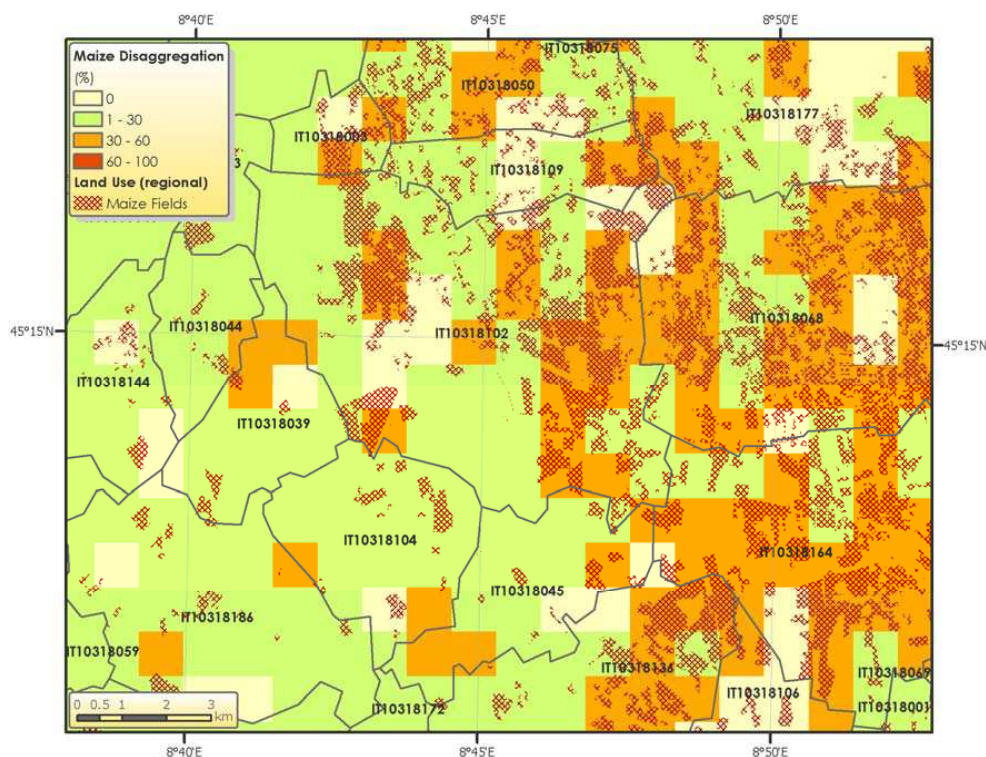 8°40'E 8°45'E 8°50'E
Maize Disaggregation
(%)
0
1 - 30
30 - 60
60 - 100
Land Use (regional)
Maize Fields
IT10318075
IT10318050
IT10318177
IT10318003
3
IT10318109
IT10318044
IT10318102
IT10318068
45°15'N
45°15'N
IT10318144
IT10318039
IT10318104
IT10318164
IT10318045
IT10318186
IT10318059
IT10318136
IT10318069
IT10318106
IT10318172
IT10318001
0 0.5 1 2 3
km
8°40'E 8°45'E 8°50'E